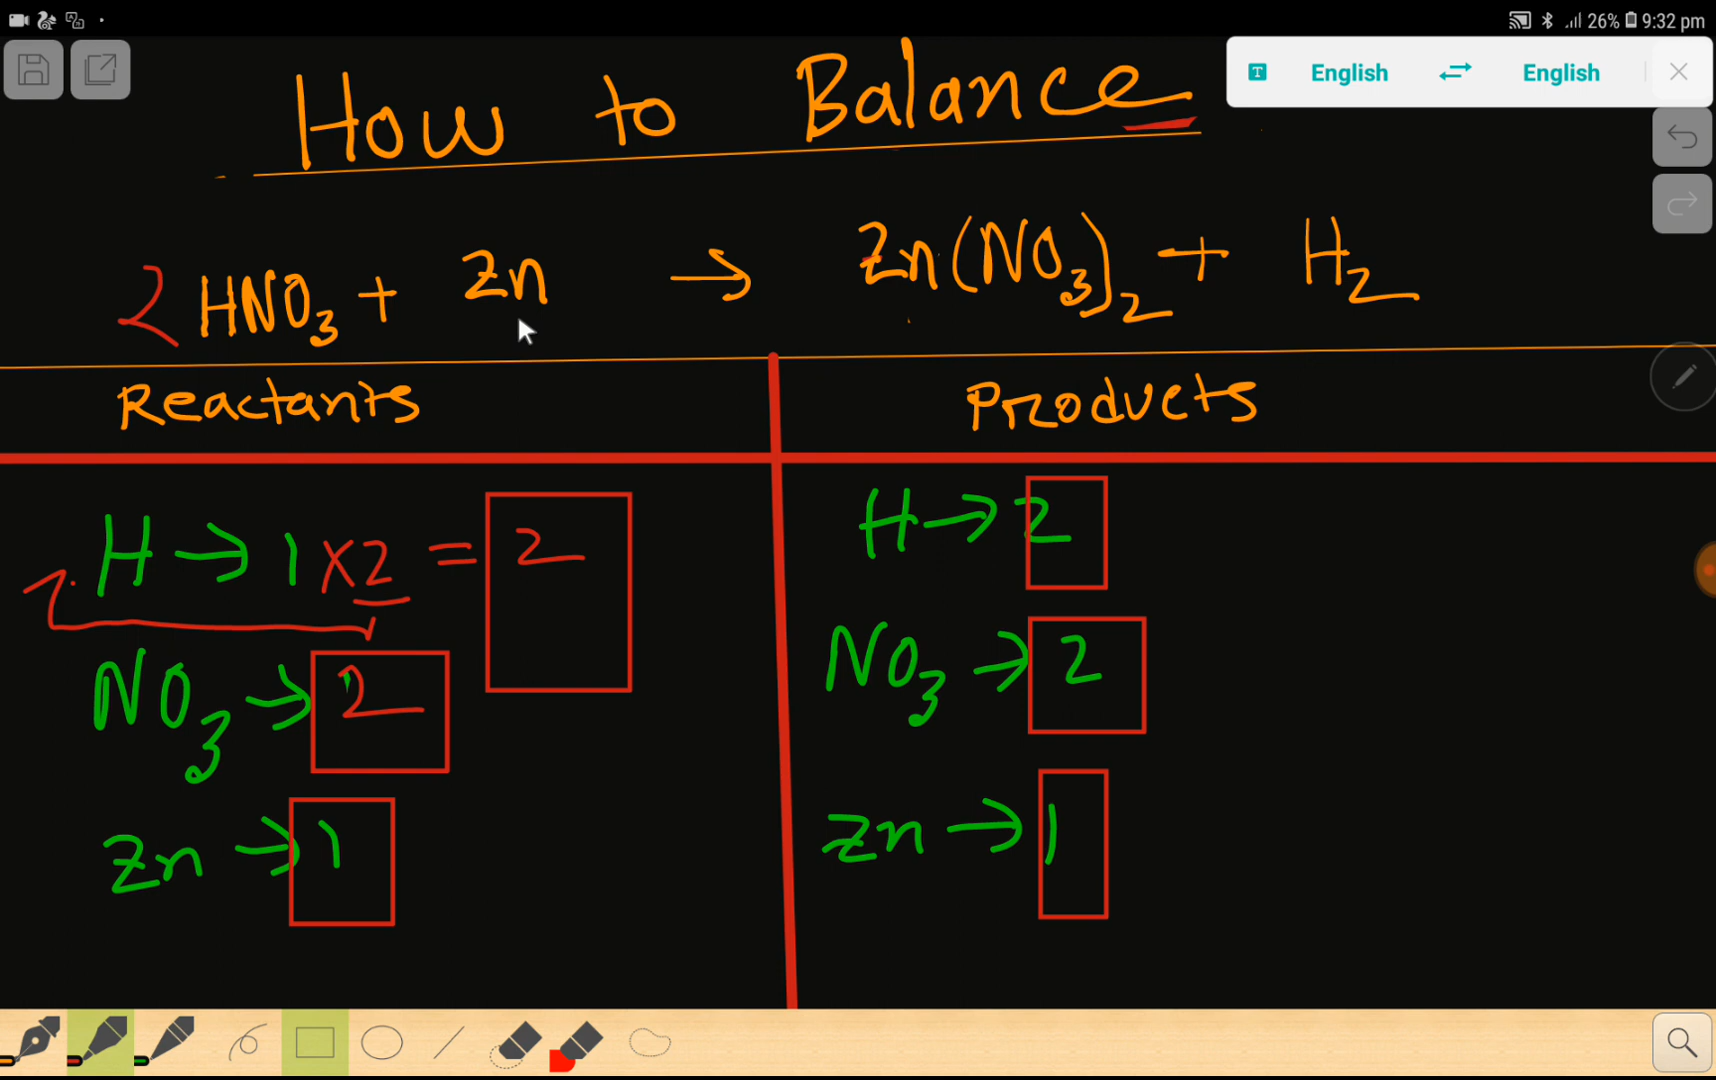 26% 9:32 pm
T English English
How to Balance
2 HNO3 + Zn → Zn(NO3)2 + H2
Reactants Products
H → 1 x 2 = 2 H → 2
2
NO3 → 2 NO3 → 2
Zn → 1 Zn → 1